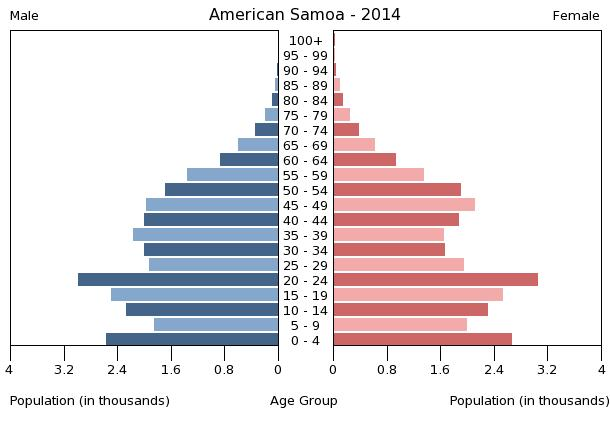 American Samoa - 2014
Male
Female
100+
95 - 99
90 - 94
85 - 89
80 - 84
75 - 79
70 - 74
65 - 69
60 - 64
55 - 59
50 - 54
45 - 49
40 - 44
35 - 39
30 - 34
25 - 29
20 - 24
15 - 19
10 - 14
5 - 9
0 - 4
4 3.2 2.4 1.6 0.8 0 0 0.8 1.6 2.4 3.2 4
Population (in thousands) Age Group Population (in thousands)